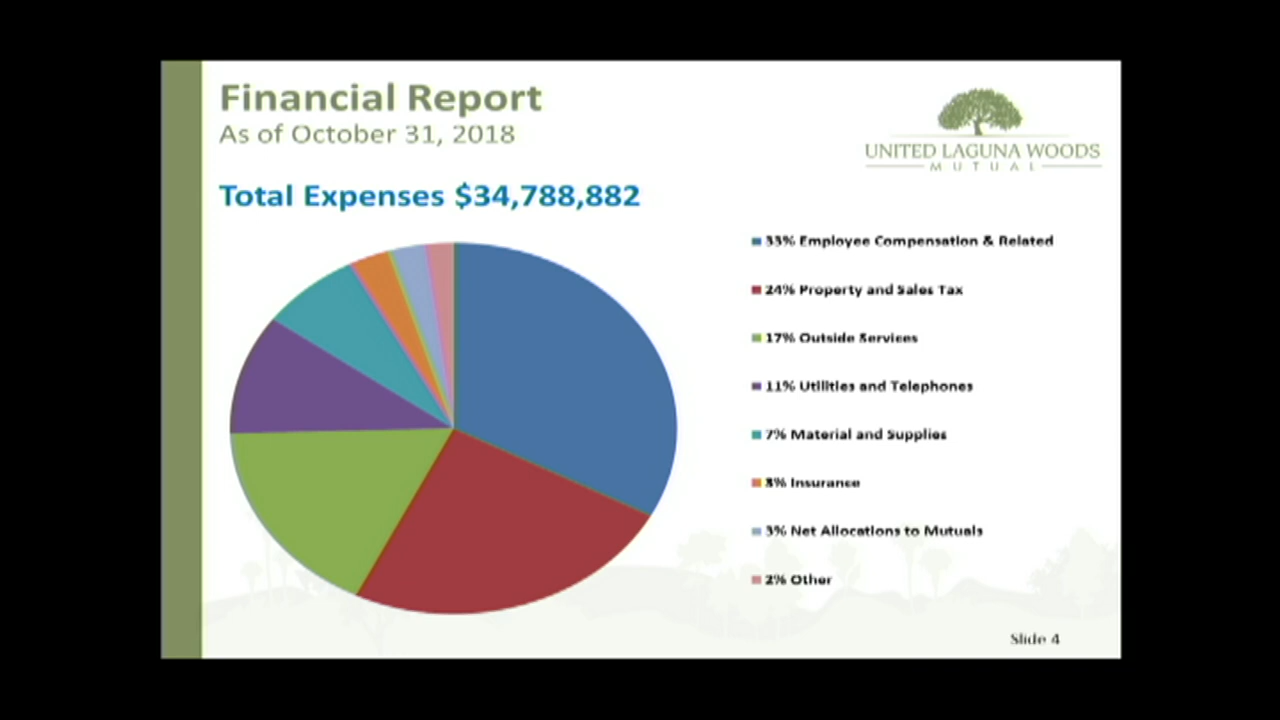 Financial Report
As of October 31, 2018
UNITED LAGUNA WOODS
MUTUAL
Total Expenses $34,788,882
33% Employee Compensation & Related
24% Property and Sales Tax
17% Outside Services
11% Utilities and Telephones
7% Material and Supplies
3% Insurance
3% Net Allocations to Mutuals
2% Other
Slide 4